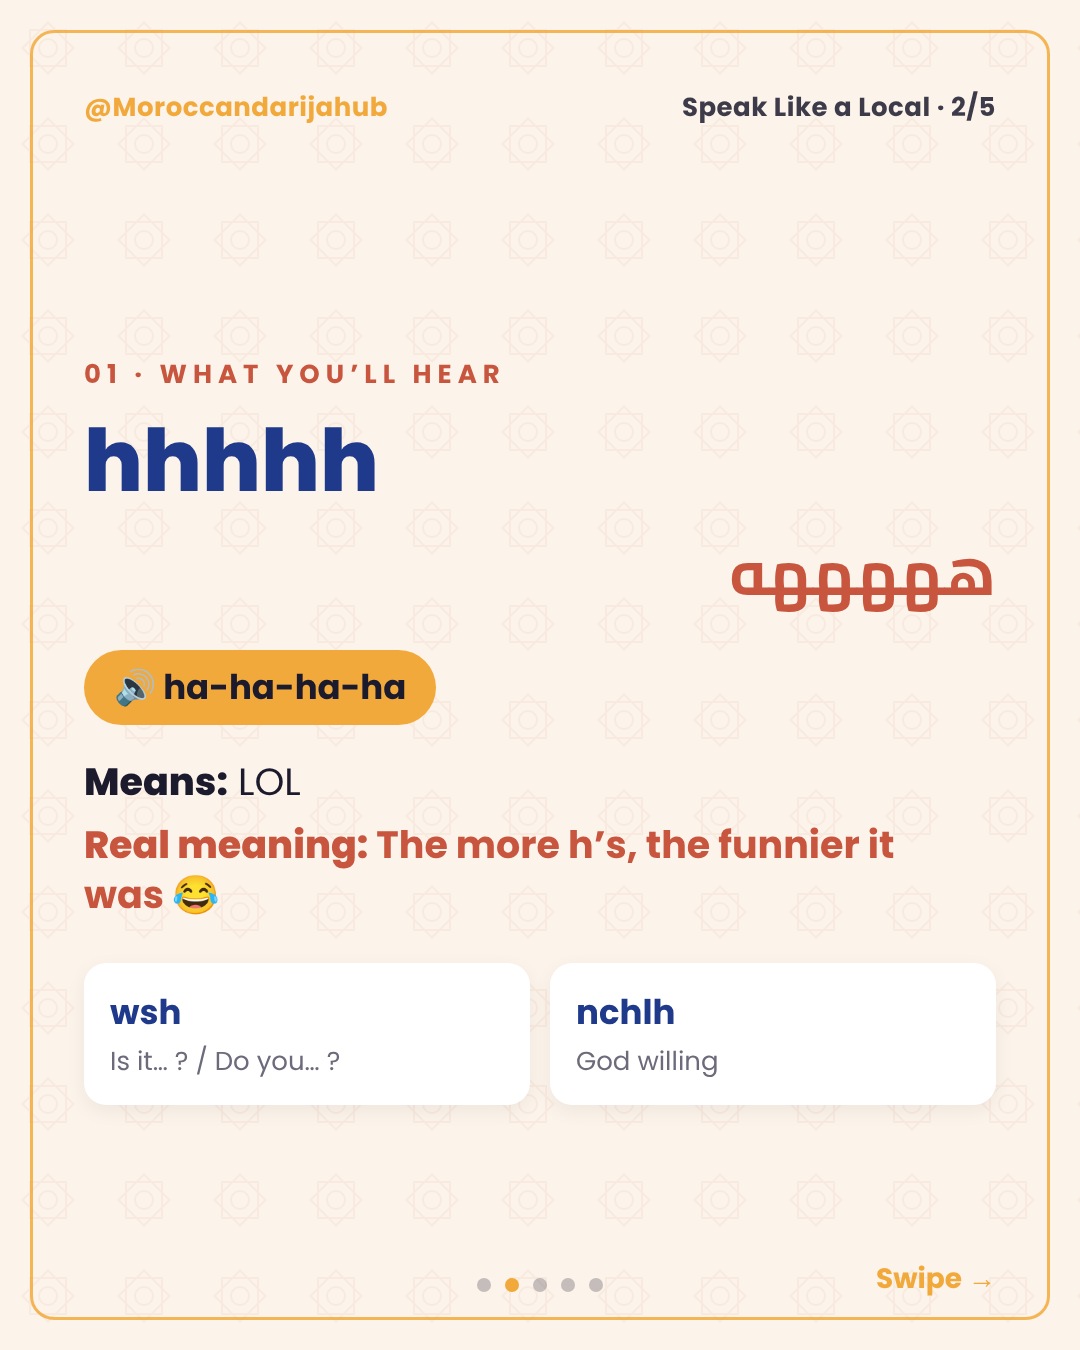 @Moroccandarijahub
Speak Like a Local · 2/5
01 · WHAT YOU’LL HEAR
hhhhh
هههههه
🔊 ha-ha-ha-ha
Means: LOL
Real meaning: The more h’s, the funnier it
was 😂
wsh
Is it… ? / Do you… ?
nchlh
God willing
Swipe →